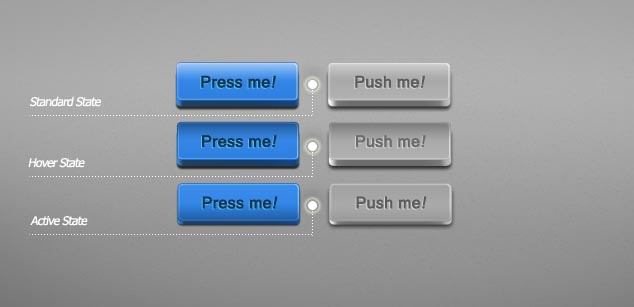 Press me! Push me!
Standard State
Press me! Push me!
Hover State
Press me! Push me!
Active State